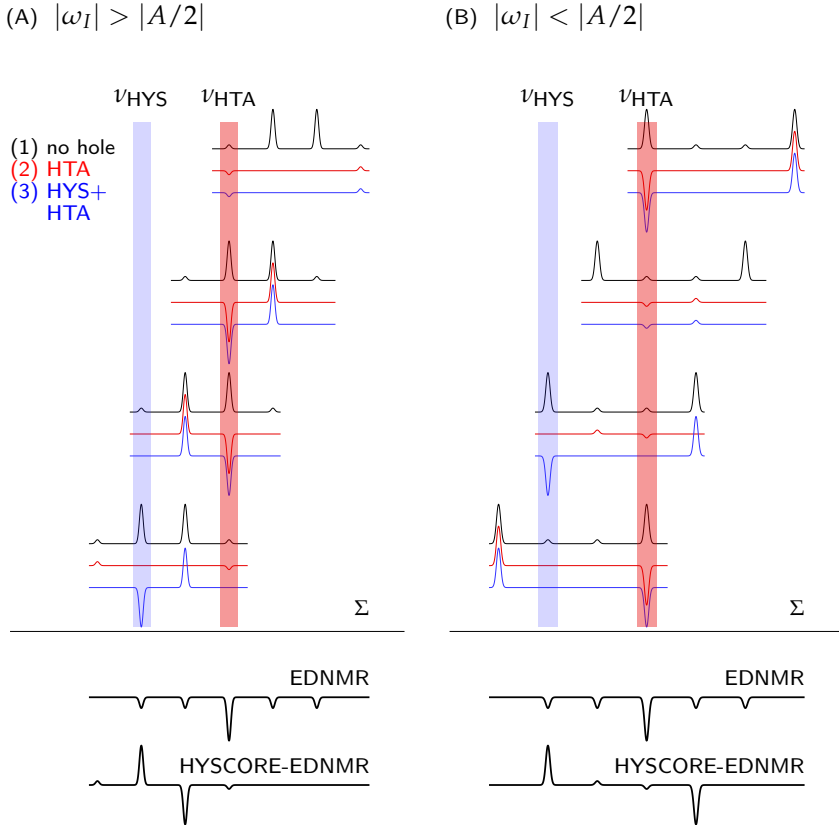 (A) |ω_I| > |A/2|
(B) |ω_I| < |A/2|
ν_HYS ν_HTA
ν_HYS ν_HTA
(1) no hole
(2) HTA
(3) HYS+
HTA
Σ
Σ
EDNMR
EDNMR
HYSCORE-EDNMR
HYSCORE-EDNMR